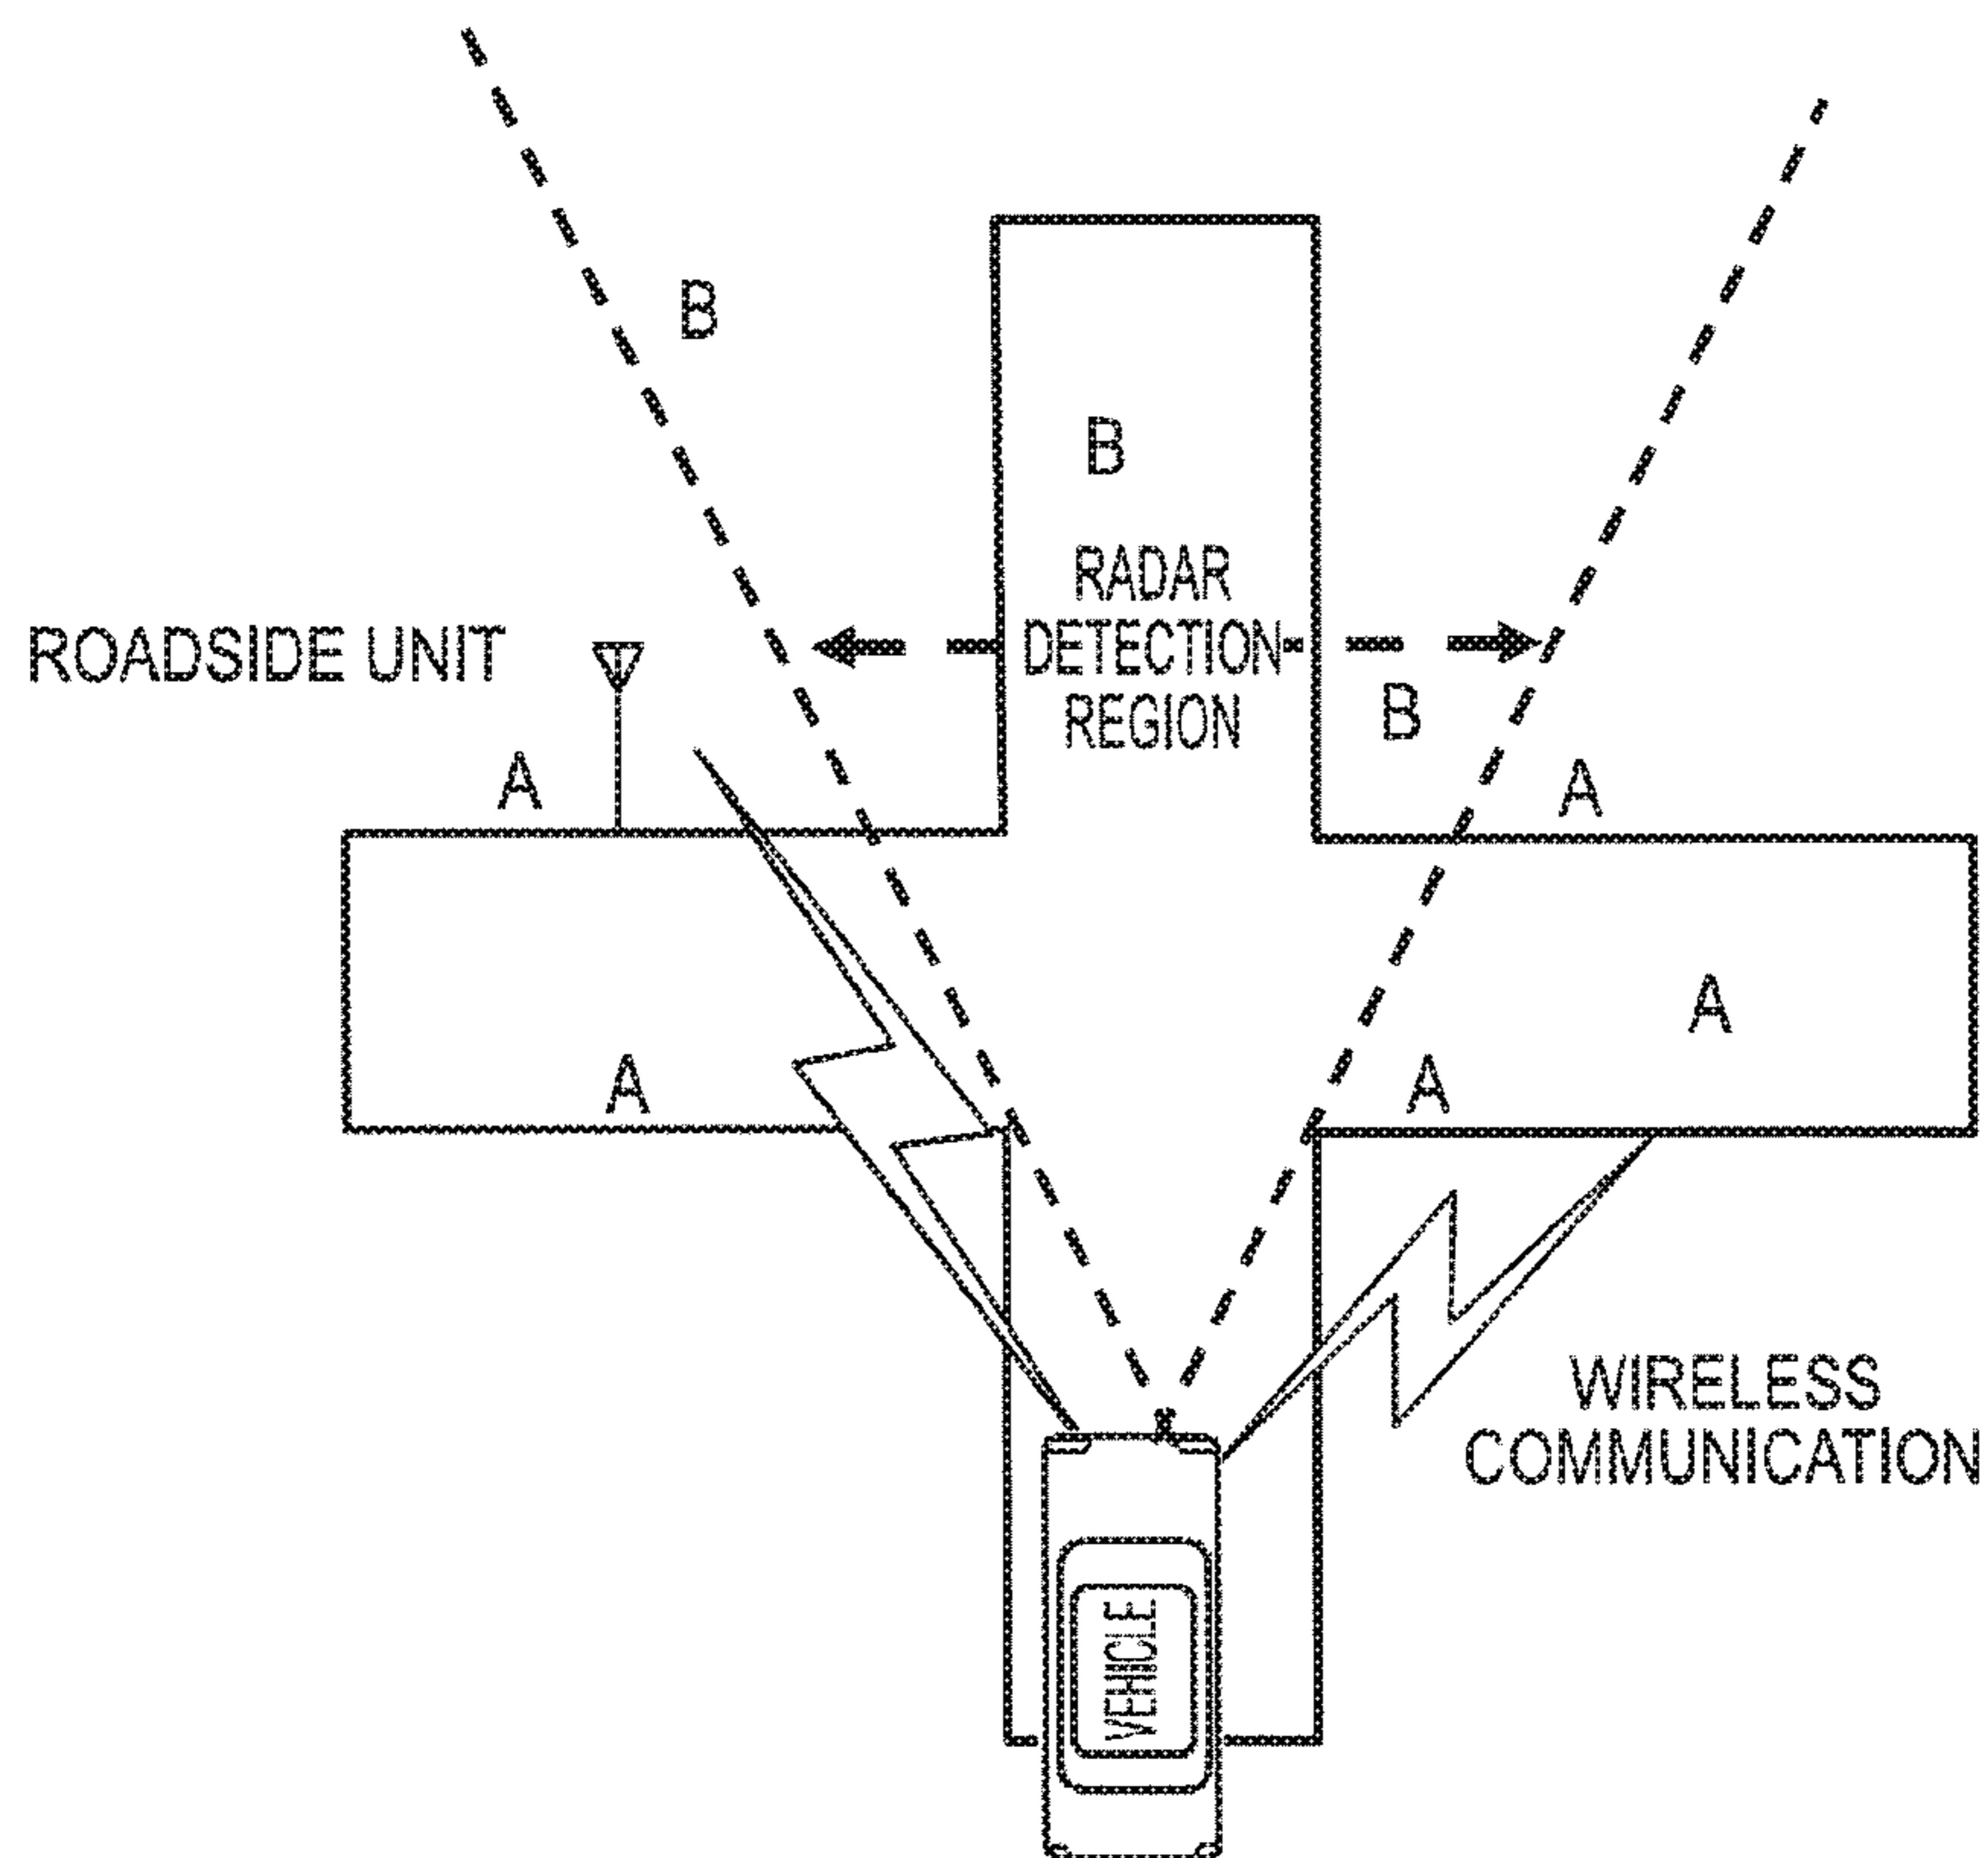 B
B
RADAR
DETECTION
REGION
ROADSIDE UNIT
B
A
A
A
A
A
WIRELESS
COMMUNICATION
VEHICLE